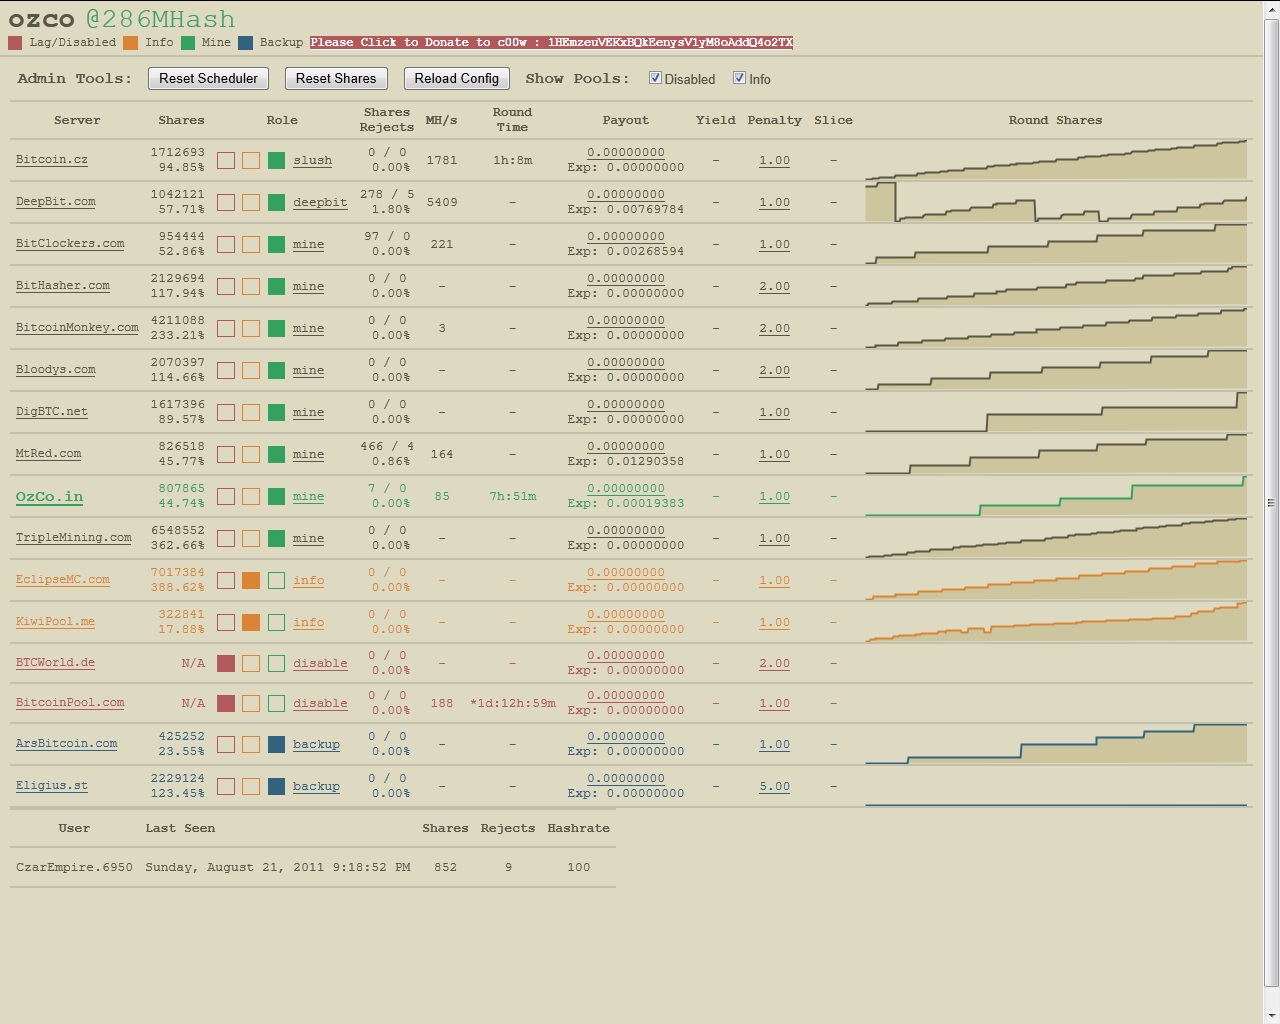 ozco @286MHash
Lag/Disabled Info Mine Backup Please Click to Donate to c00w : 1HEmzeuVEKxBQkEenysV1yM8oAddQ4o2TX
Admin Tools: Reset Scheduler Reset Shares Reload Config Show Pools: Disabled Info
Server Shares Role Shares Rejects MH/s Round Time Payout Yield Penalty Slice Round Shares
Bitcoin.cz 1712693 94.85% slush 0 / 0 0.00% 1781 1h:8m 0.00000000 Exp: 0.00000000 – 1.00 –
DeepBit.com 1042121 57.71% deepbit 278 / 5 1.80% 5409 – 0.00000000 Exp: 0.00769784 – 1.00 –
BitClockers.com 954444 52.86% mine 97 / 0 0.00% 221 – 0.00000000 Exp: 0.00268594 – 1.00 –
BitHasher.com 2129694 117.94% mine 0 / 0 0.00% – – 0.00000000 Exp: 0.00000000 – 2.00 –
BitcoinMonkey.com 4211088 233.21% mine 0 / 0 0.00% 3 – 0.00000000 Exp: 0.00000000 – 2.00 –
Bloodys.com 2070397 114.66% mine 0 / 0 0.00% – – 0.00000000 Exp: 0.00000000 – 2.00 –
DigBTC.net 1617396 89.57% mine 0 / 0 0.00% – – 0.00000000 Exp: 0.00000000 – 1.00 –
MtRed.com 826518 45.77% mine 466 / 4 0.86% 164 – 0.00000000 Exp: 0.01290358 – 1.00 –
OzCo.in 807865 44.74% mine 7 / 0 0.00% 85 7h:51m 0.00000000 Exp: 0.00019383 – 1.00 –
TripleMining.com 6548552 362.66% mine 0 / 0 0.00% – – 0.00000000 Exp: 0.00000000 – 1.00 –
EclipseMC.com 7017384 388.62% info 0 / 0 0.00% – – 0.00000000 Exp: 0.00000000 – 1.00 –
KiwiPool.me 322841 17.88% info 0 / 0 0.00% – – 0.00000000 Exp: 0.00000000 – 1.00 –
BTCWorld.de N/A disable 0 / 0 0.00% – – 0.00000000 Exp: 0.00000000 – 2.00 –
BitcoinPool.com N/A disable 0 / 0 0.00% 188 *1d:12h:59m 0.00000000 Exp: 0.00000000 – 1.00 –
ArsBitcoin.com 425252 23.55% backup 0 / 0 0.00% – – 0.00000000 Exp: 0.00000000 – 1.00 –
Eligius.st 2229124 123.45% backup 0 / 0 0.00% – – 0.00000000 Exp: 0.00000000 – 5.00 –
User Last Seen Shares Rejects Hashrate
CzarEmpire.6950 Sunday, August 21, 2011 9:18:52 PM 852 9 100